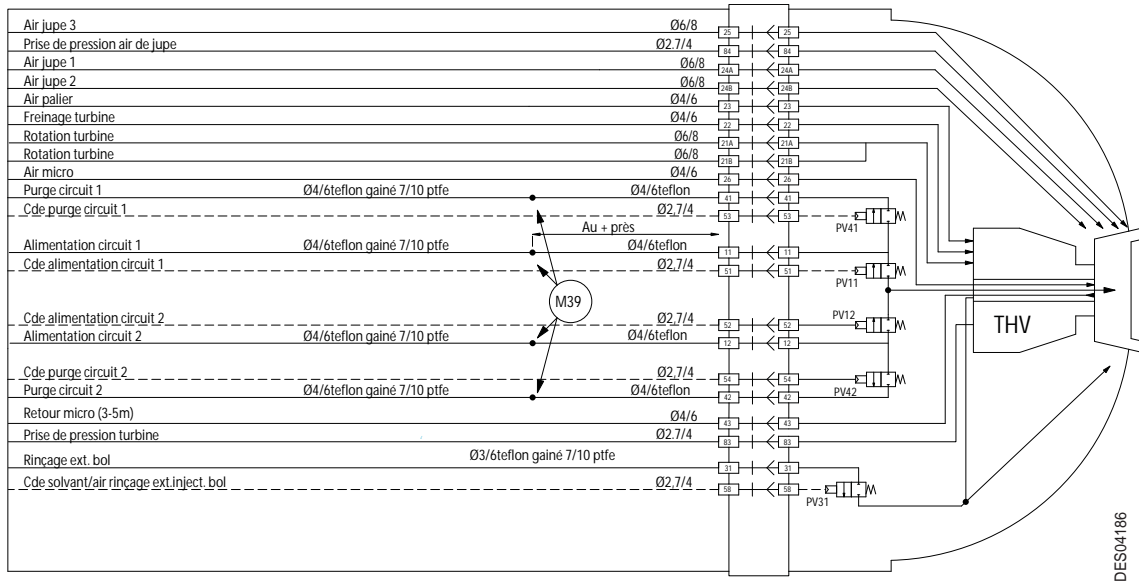 Air jupe 3 Ø6/8 25 25
Prise de pression air de jupe Ø2.7/4 84 84
Air jupe 1 Ø6/8 24A 24A
Air jupe 2 Ø6/8 24B 24B
Air palier Ø4/6 23 23
Freinage turbine Ø4/6 22 22
Rotation turbine Ø6/8 21A 21A
Rotation turbine Ø6/8 21B 21B
Air micro Ø4/6 26 26
Purge circuit 1 Ø4/6teflon gainé 7/10 ptfe Ø4/6teflon 41 41
Cde purge circuit 1 Ø2,7/4 53 53
PV41
Au + près
Alimentation circuit 1 Ø4/6teflon gainé 7/10 ptfe Ø4/6teflon 11 11
Cde alimentation circuit 1 Ø2,7/4 51 51
PV11
M39
Cde alimentation circuit 2 Ø2,7/4 52 52
PV12
THV
Alimentation circuit 2 Ø4/6teflon gainé 7/10 ptfe Ø4/6teflon 12 12
Cde purge circuit 2 Ø2,7/4 54 54
PV42
Purge circuit 2 Ø4/6teflon gainé 7/10 ptfe Ø4/6teflon 42 42
Retour micro (3-5m) Ø4/6 43 43
Prise de pression turbine Ø2.7/4 83 83
Rinçage ext. bol Ø3/6teflon gainé 7/10 ptfe 31 31
Cde solvant/air rinçage ext.inject. bol Ø2,7/4 58 58
PV31
DES04186